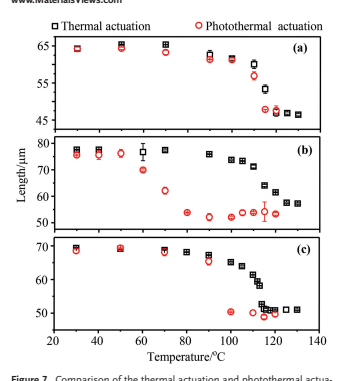 www.MaterialsViews.com
Thermal actuation Photothermal actuation
65
55
45
(a)
80
70
60
50
(b)
70
60
50
(c)
Length/μm
20 40 60 80 100 120 140
Temperature/°C
Figure 7. Comparison of the thermal actuation and photothermal actua-